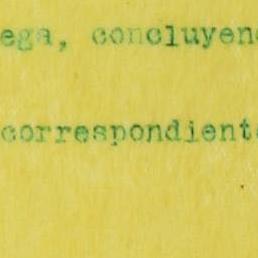 ega, concluyen
correspondient